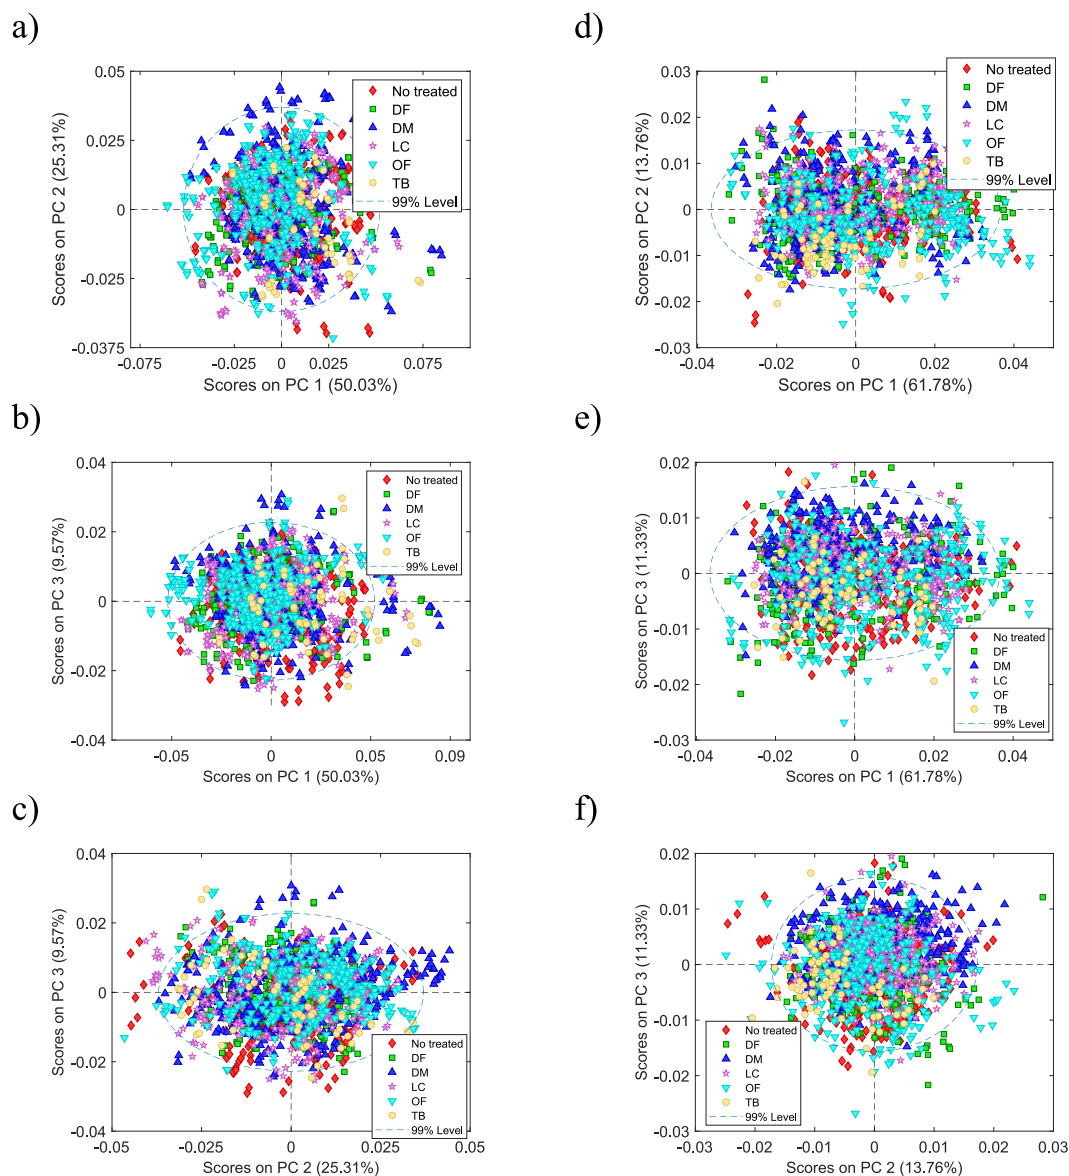 a)
0.05
0.025
0
-0.025
-0.0375
-0.075
-0.025
0
0.025
0.075
Scores on PC 2 (25.31%)
Scores on PC 1 (50.03%)
No treated
DF
DM
LC
OF
TB
99% Level
d)
0.03
0.02
0.01
0
-0.01
-0.02
-0.03
-0.04
-0.02
0
0.02
0.04
Scores on PC 2 (13.76%)
Scores on PC 1 (61.78%)
No treated
DF
DM
LC
OF
TB
99% Level
b)
0.04
0.02
0
-0.02
-0.04
-0.05
0
0.05
0.09
Scores on PC 3 (9.57%)
Scores on PC 1 (50.03%)
No treated
DF
DM
LC
OF
TB
99% Level
e)
0.02
0.01
0
-0.01
-0.02
-0.03
-0.04
-0.02
0
0.02
0.04
Scores on PC 3 (11.33%)
Scores on PC 1 (61.78%)
No treated
DF
DM
LC
OF
TB
99% Level
c)
0.04
0.02
0
-0.02
-0.04
-0.05
-0.025
0
0.025
0.05
Scores on PC 3 (9.57%)
Scores on PC 2 (25.31%)
No treated
DF
DM
LC
OF
TB
99% Level
f)
0.02
0.01
0
-0.01
-0.02
-0.03
-0.03
-0.02
-0.01
0
0.01
0.02
0.03
Scores on PC 3 (11.33%)
Scores on PC 2 (13.76%)
No treated
DF
DM
LC
OF
TB
99% Level